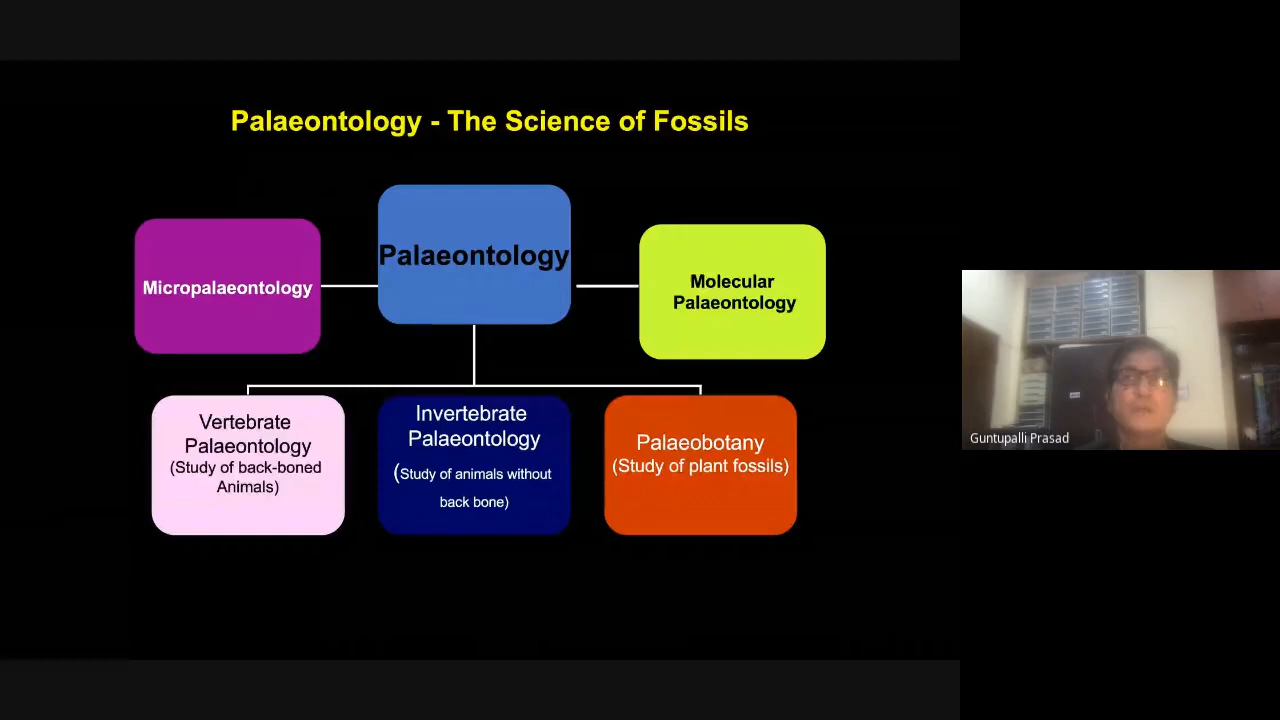 Palaeontology - The Science of Fossils
Palaeontology
Micropalaeontology
Molecular
Palaeontology
Vertebrate
Palaeontology
(Study of back-boned
Animals)
Invertebrate
Palaeontology
(Study of animals without
back bone)
Palaeobotany
(Study of plant fossils)
Guntupalli Prasad